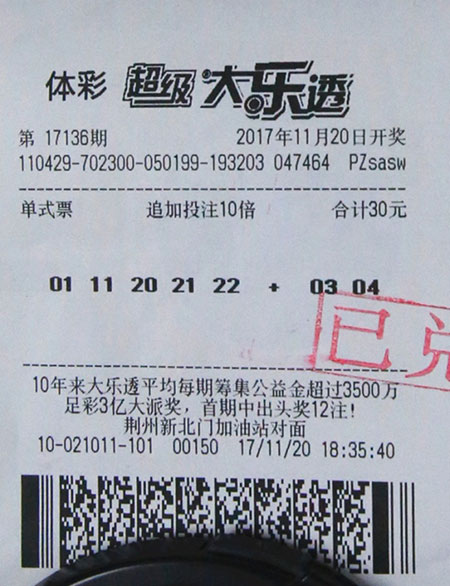 体彩 超级大乐透
第 17136期 2017年11月20日开奖
110429-702300-050199-193203 047464 PZsasw
单式票 追加投注10倍 合计30元
01 11 20 21 22 + 03 04
已兑
10年来大乐透平均每期筹集公益金超过3500万
足彩3亿大派奖，首期中出头奖12注！
荆州新北门加油站对面
10-021011-101 00150 17/11/20 18:35:40